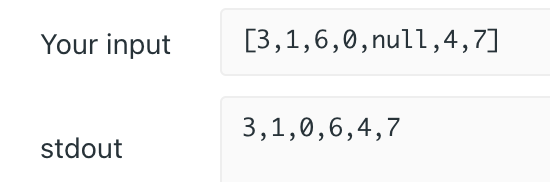 Your input [3,1,6,0,null,4,7]
stdout 3,1,0,6,4,7